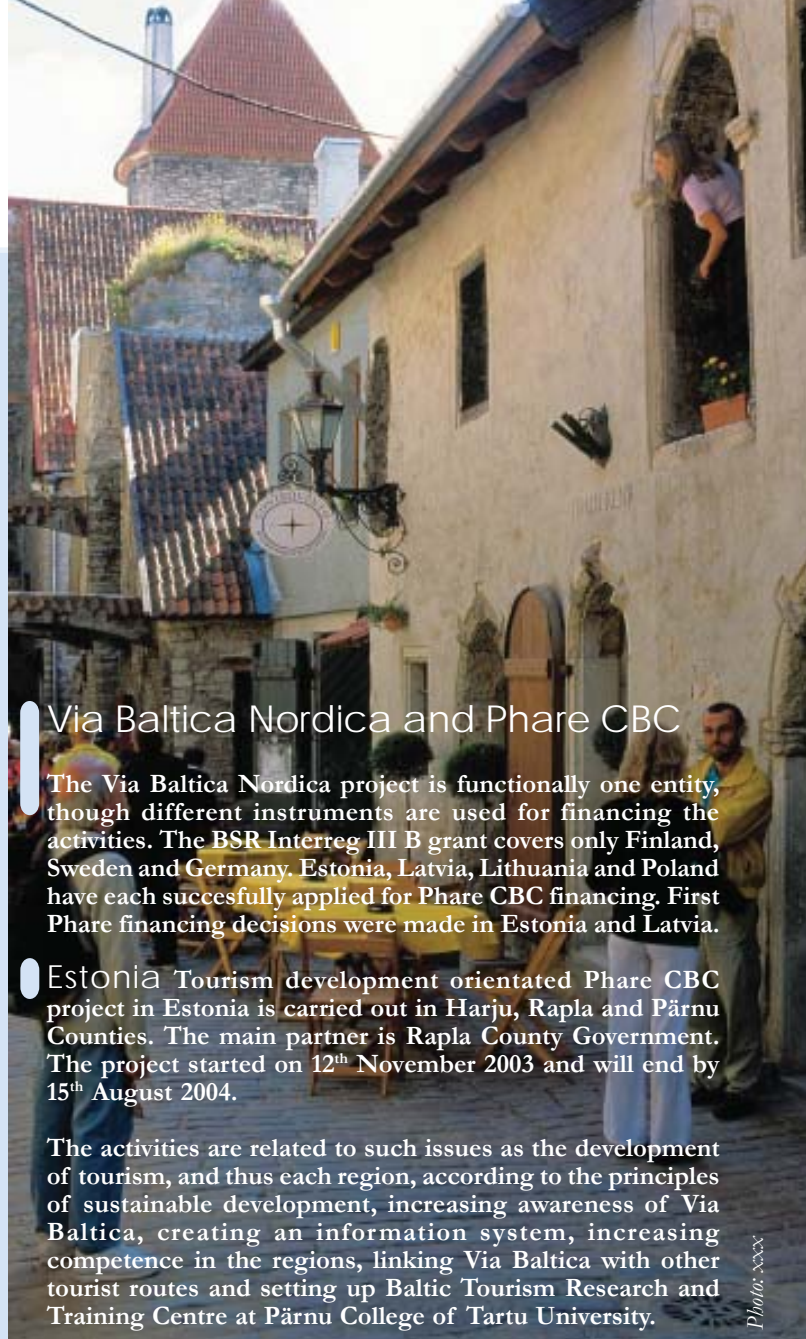 Via Baltica Nordica and Phare CBC
The Via Baltica Nordica project is functionally one entity,
though different instruments are used for financing the
activities. The BSR Interreg III B grant covers only Finland,
Sweden and Germany. Estonia, Latvia, Lithuania and Poland
have each succesfully applied for Phare CBC financing. First
Phare financing decisions were made in Estonia and Latvia.
Estonia Tourism development orientated Phare CBC
project in Estonia is carried out in Harju, Rapla and Pärnu
Counties. The main partner is Rapla County Government.
The project started on 12th November 2003 and will end by
15th August 2004.
The activities are related to such issues as the development
of tourism, and thus each region, according to the principles
of sustainable development, increasing awareness of Via
Baltica, creating an information system, increasing
competence in the regions, linking Via Baltica with other
tourist routes and setting up Baltic Tourism Research and
Training Centre at Pärnu College of Tartu University.
Photo: xxx